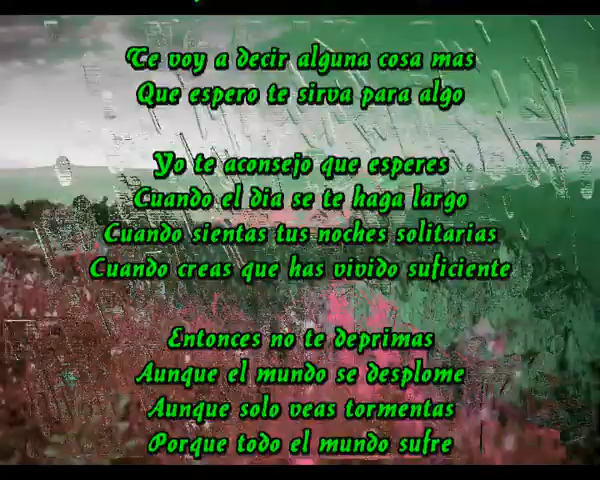 Te voy a decir alguna cosa mas
Que espero te sirva para algo
Yo te aconsejo que esperes
Cuando el dia se te haga largo
Cuando sientas tus noches solitarias
Cuando creas que has vivido suficiente
Entonces no te deprimas
Aunque el mundo se desplome
Aunque solo veas tormentas
Porque todo el mundo sufre